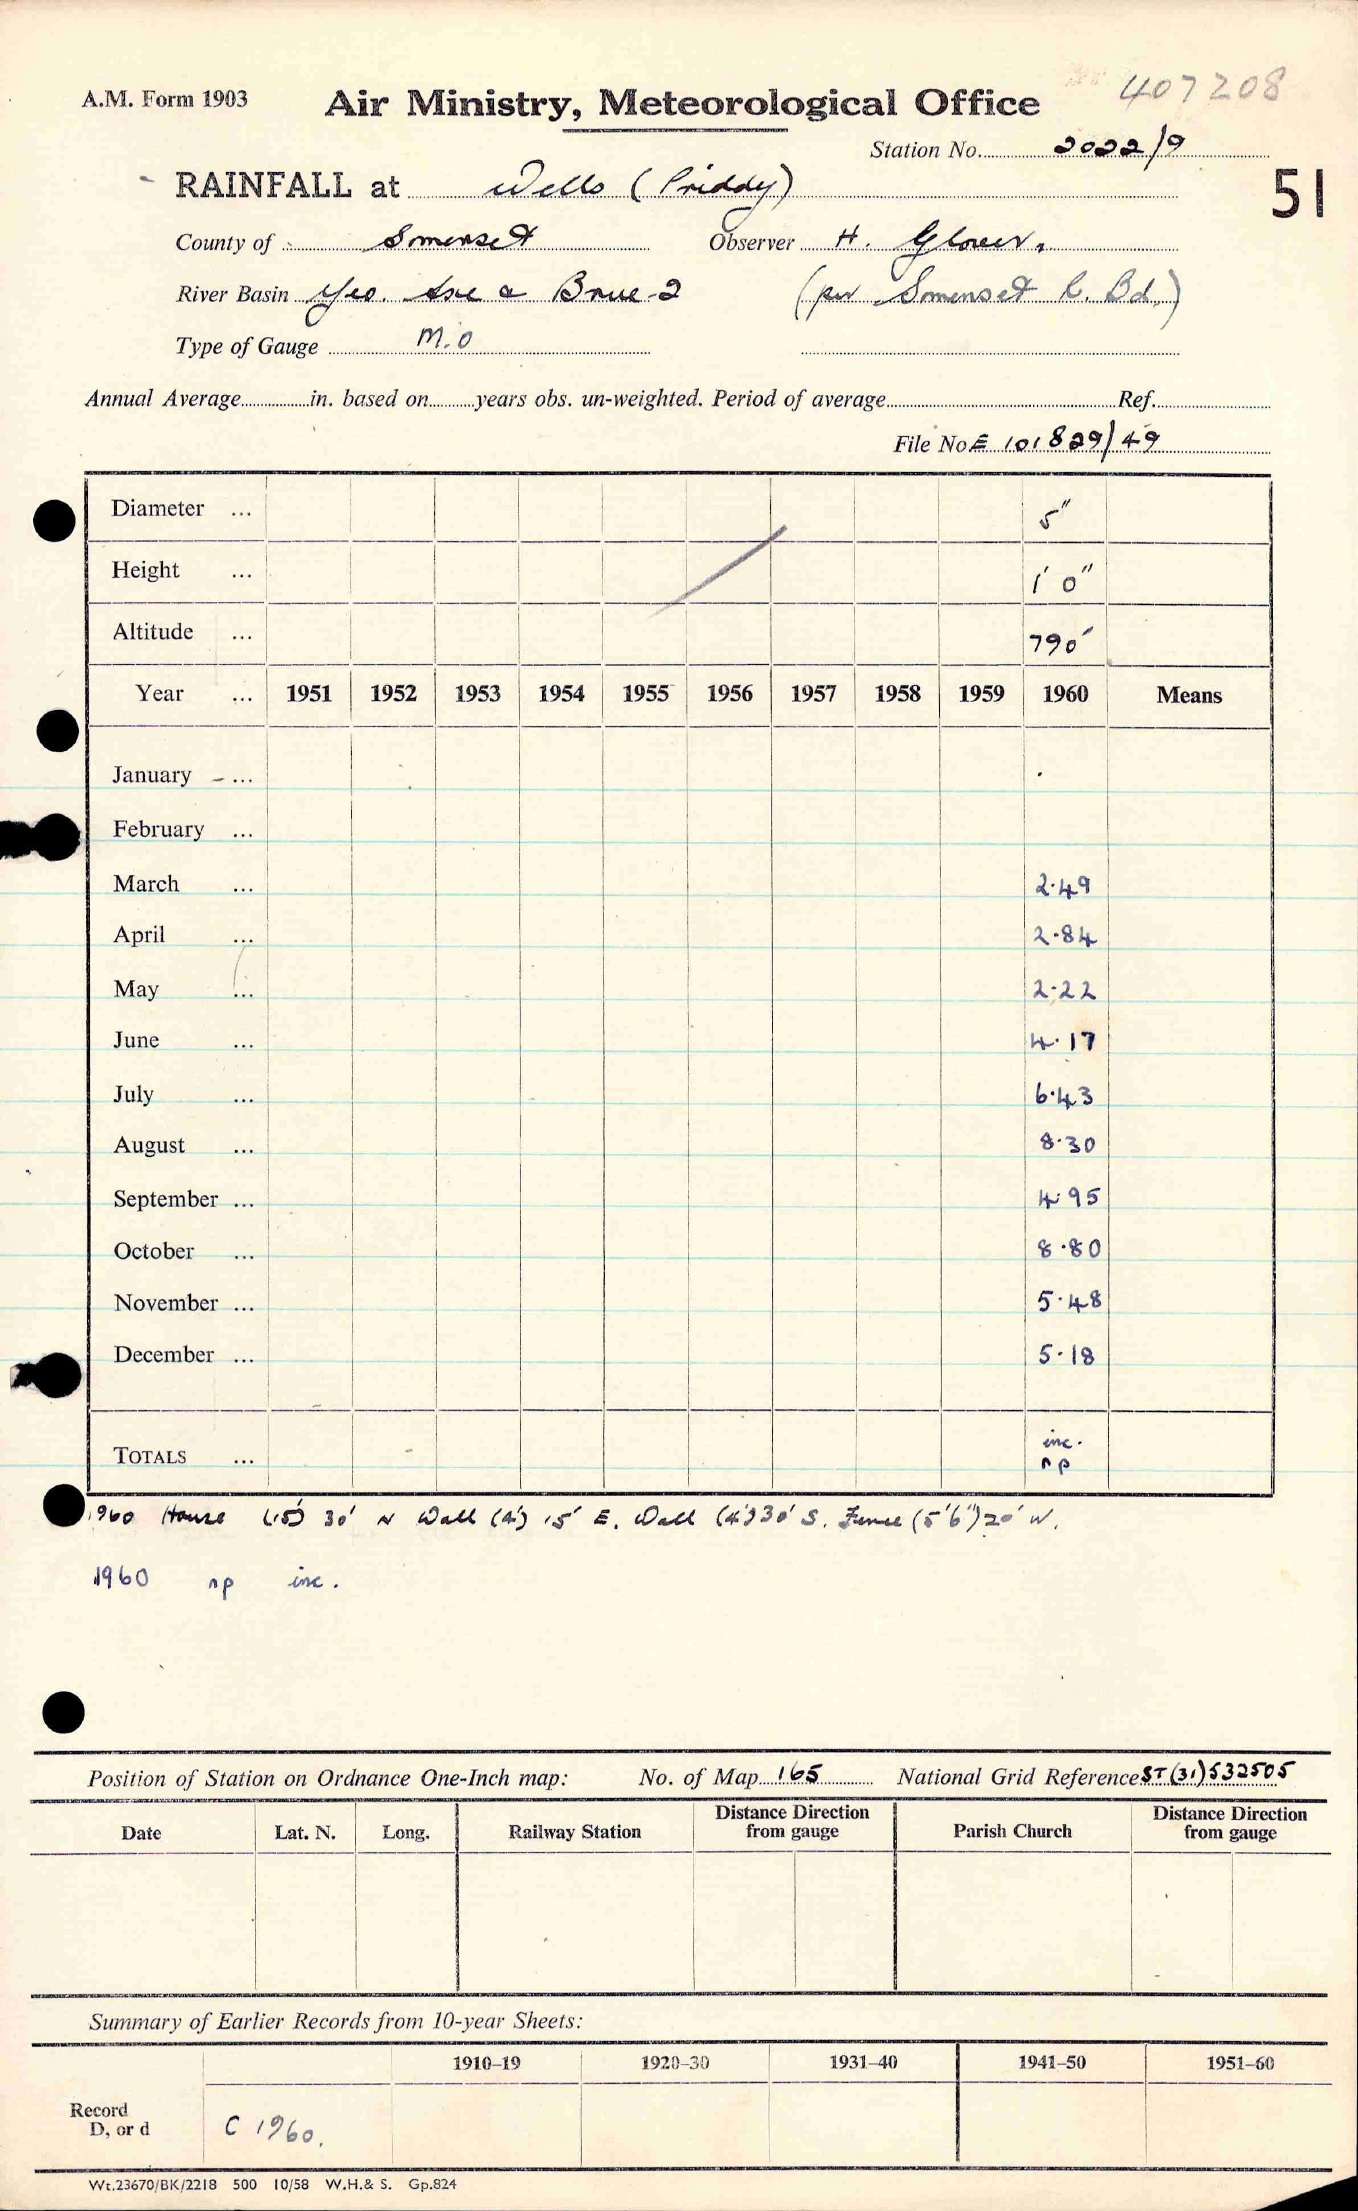 407208
A.M. Form 1903
Air Ministry, Meteorological Office
Station No. 2022/9
51
RAINFALL at Wells (Priddy)
County of Somerset Observer H. Glover.
River Basin Yeo. Axe & Brue-2 (per Somerset R. Bd.)
Type of Gauge M.O
Annual Average in. based on years obs. un-weighted. Period of average Ref.
File No E 101829/49
Diameter ... 5"
Height ... 1' 0"
Altitude ... 790'
Year ... 1951 1952 1953 1954 1955 1956 1957 1958 1959 1960 Means
January ...
February ...
March ... 2.49
April ... 2.84
May ... 2.22
June ... 4.17
July ... 6.43
August ... 8.30
September ... 4.95
October ... 8.80
November ... 5.48
December ... 5.18
TOTALS ... inc. np
1960 House (15') 30' N Wall (4') 15' E. Wall (4') 30' S. Fence (5'6") 20' W.
1960 np inc.
Position of Station on Ordnance One-Inch map: No. of Map 165 National Grid Reference ST(31)532505
Date Lat. N. Long. Railway Station Distance Direction from gauge Parish Church Distance Direction from gauge
Summary of Earlier Records from 10-year Sheets:
1910–19 1920–30 1931–40 1941–50 1951–60
Record D, or d C 1960.
Wt.23670/BK/2218 500 10/58 W.H.& S. Gp.824